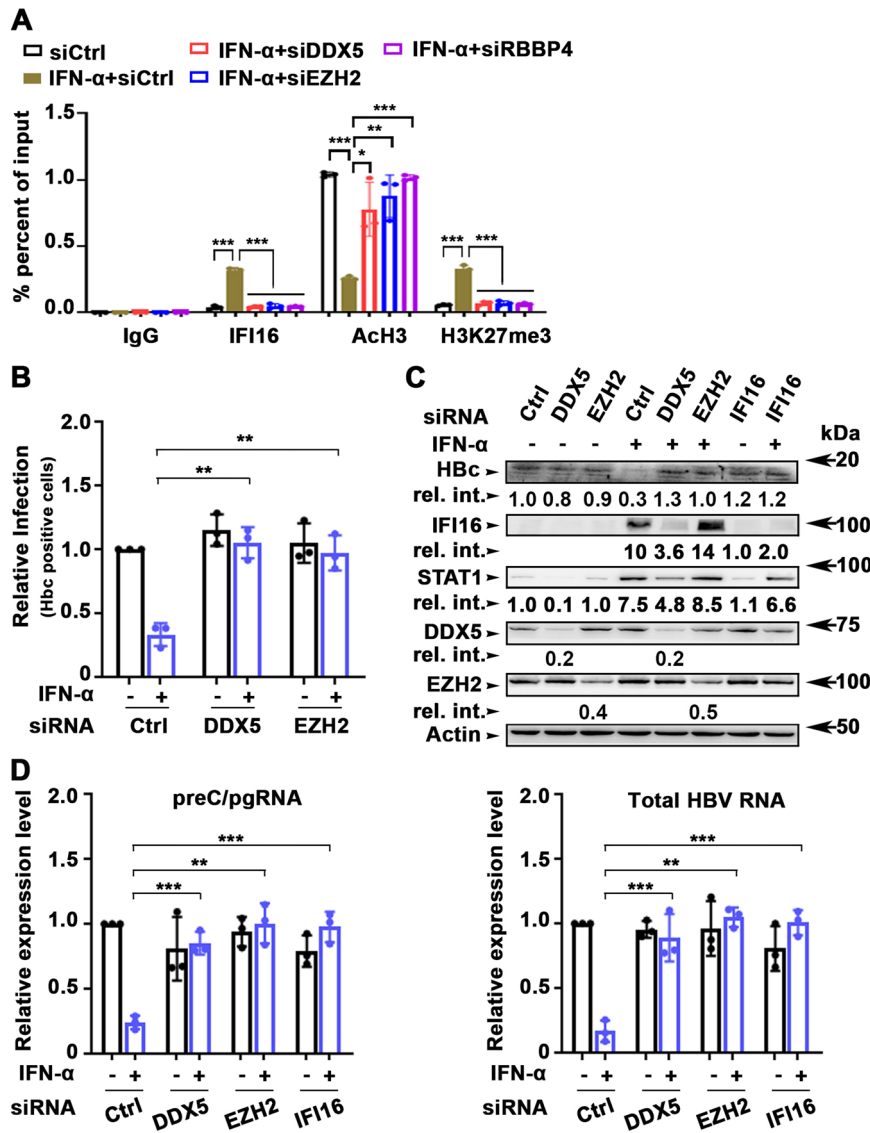 A
siCtrl IFN-α+siDDX5 IFN-α+siRBBP4
IFN-α+siCtrl IFN-α+siEZH2
% percent of input
1.5
1.0
0.5
0.0
*** *** *** *** ** * *** ***
IgG IFI16 AcH3 H3K27me3
B
Relative Infection
(Hbc positive cells)
2.0
1.5
1.0
0.5
0
**
**
IFN-α - + - + - +
siRNA Ctrl DDX5 EZH2
C
siRNA Ctrl DDX5 EZH2 Ctrl DDX5 EZH2 IFI16 IFI16
IFN-α - - - + + + - + kDa
HBc 20
rel. int. 1.0 0.8 0.9 0.3 1.3 1.0 1.2 1.2
IFI16 100
rel. int. 10 3.6 14 1.0 2.0
STAT1 100
rel. int. 1.0 0.1 1.0 7.5 4.8 8.5 1.1 6.6
DDX5 75
rel. int. 0.2 0.2
EZH2 100
rel. int. 0.4 0.5
Actin 50
D
preC/pgRNA
Relative expression level
2.0
1.5
1.0
0.5
0
***
**
***
IFN-α - + - + - + - +
siRNA Ctrl DDX5 EZH2 IFI16
Total HBV RNA
Relative expression level
2.0
1.5
1.0
0.5
0
***
**
***
IFN-α - + - + - + - +
siRNA Ctrl DDX5 EZH2 IFI16